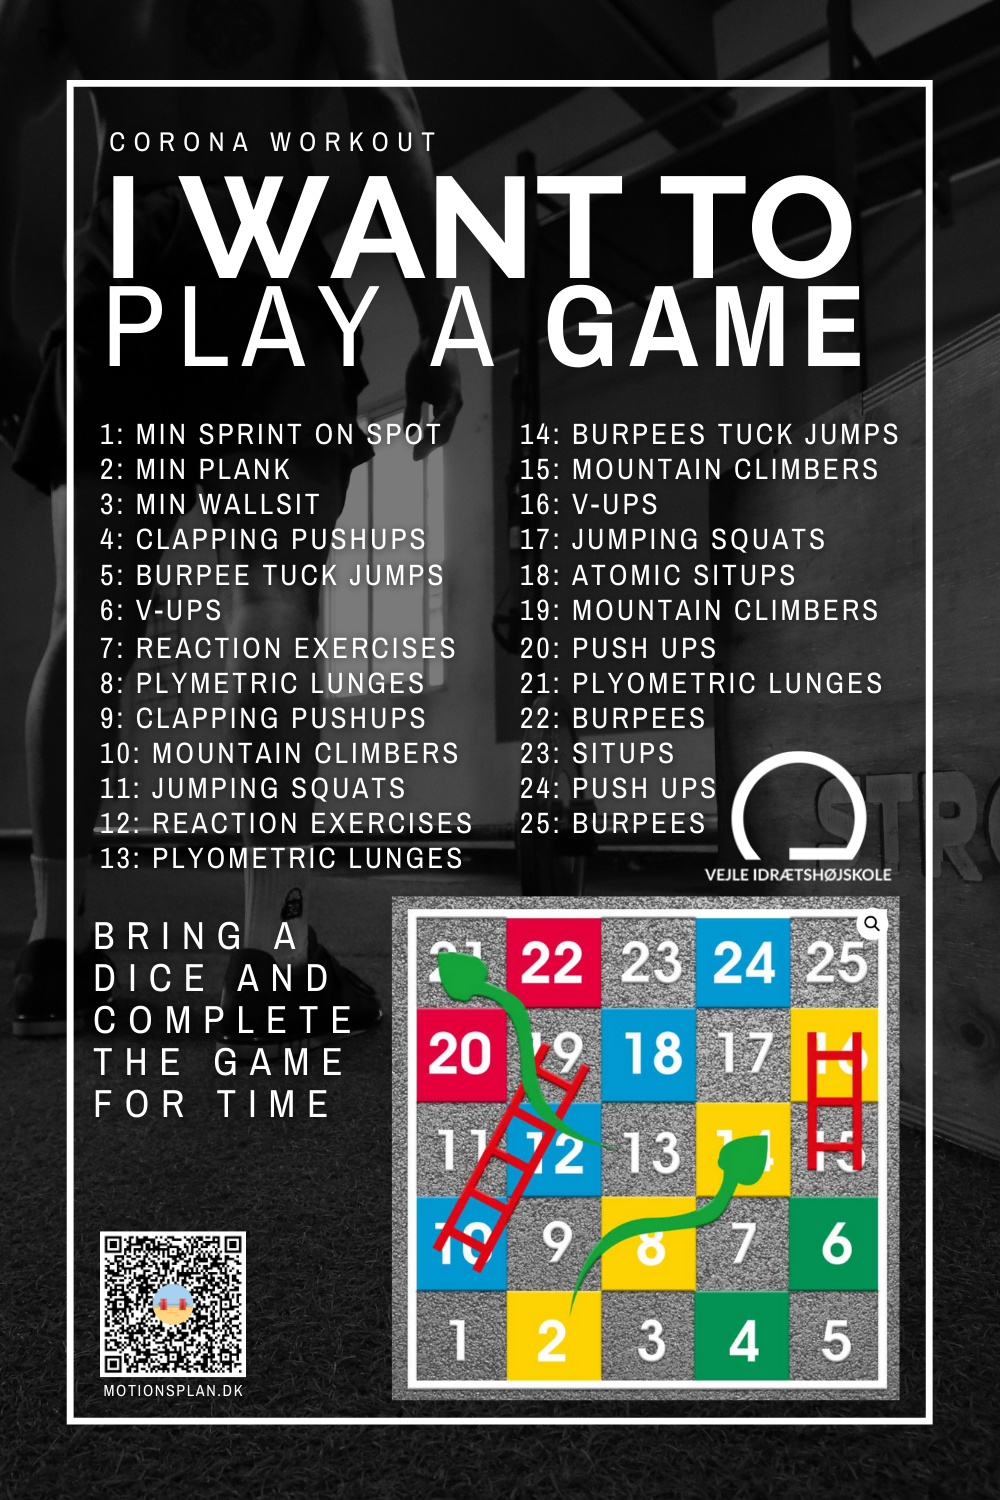 CORONA WORKOUT
I WANT TO
PLAY A GAME
1: MIN SPRINT ON SPOT
2: MIN PLANK
3: MIN WALLSIT
4: CLAPPING PUSHUPS
5: BURPEE TUCK JUMPS
6: V-UPS
7: REACTION EXERCISES
8: PLYMETRIC LUNGES
9: CLAPPING PUSHUPS
10: MOUNTAIN CLIMBERS
11: JUMPING SQUATS
12: REACTION EXERCISES
13: PLYOMETRIC LUNGES
14: BURPEES TUCK JUMPS
15: MOUNTAIN CLIMBERS
16: V-UPS
17: JUMPING SQUATS
18: ATOMIC SITUPS
19: MOUNTAIN CLIMBERS
20: PUSH UPS
21: PLYOMETRIC LUNGES
22: BURPEES
23: SITUPS
24: PUSH UPS
25: BURPEES
STRO
VEJLE IDRÆTSHØJSKOLE
BRING A
DICE AND
COMPLETE
THE GAME
FOR TIME
21 22 23 24 25
20 19 18 17 16
11 12 13 14 15
10 9 8 7 6
1 2 3 4 5
MOTIONSPLAN.DK